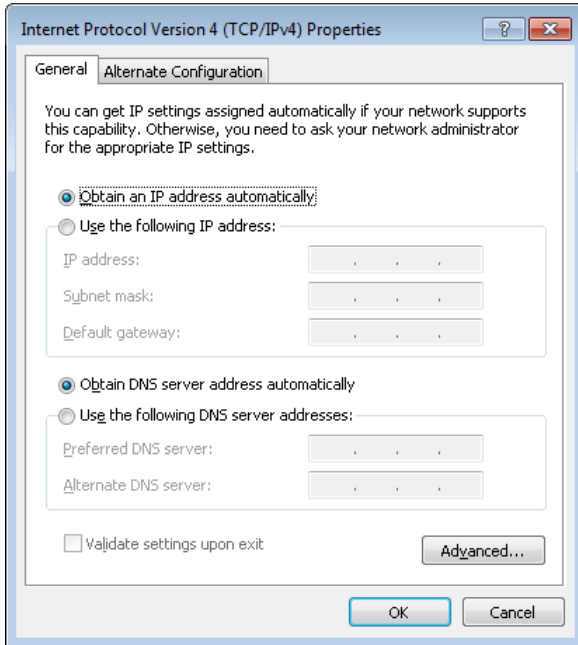 Internet Protocol Version 4 (TCP/IPv4) Properties
General Alternate Configuration
You can get IP settings assigned automatically if your network supports
this capability. Otherwise, you need to ask your network administrator
for the appropriate IP settings.
Obtain an IP address automatically
Use the following IP address:
IP address: . . .
Subnet mask: . . .
Default gateway: . . .
Obtain DNS server address automatically
Use the following DNS server addresses:
Preferred DNS server: . . .
Alternate DNS server: . . .
Validate settings upon exit
Advanced...
OK Cancel